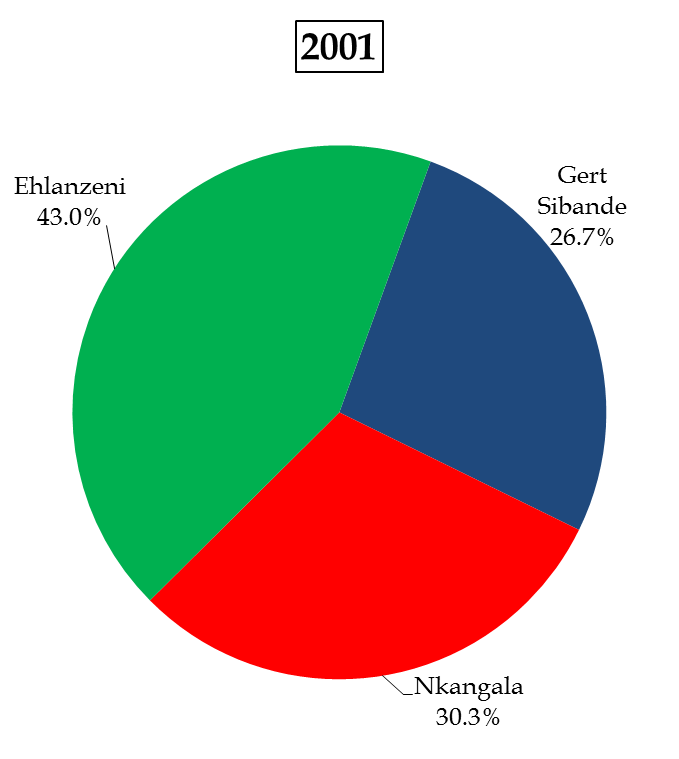 2001
Ehlanzeni
43.0%
Gert
Sibande
26.7%
Nkangala
30.3%